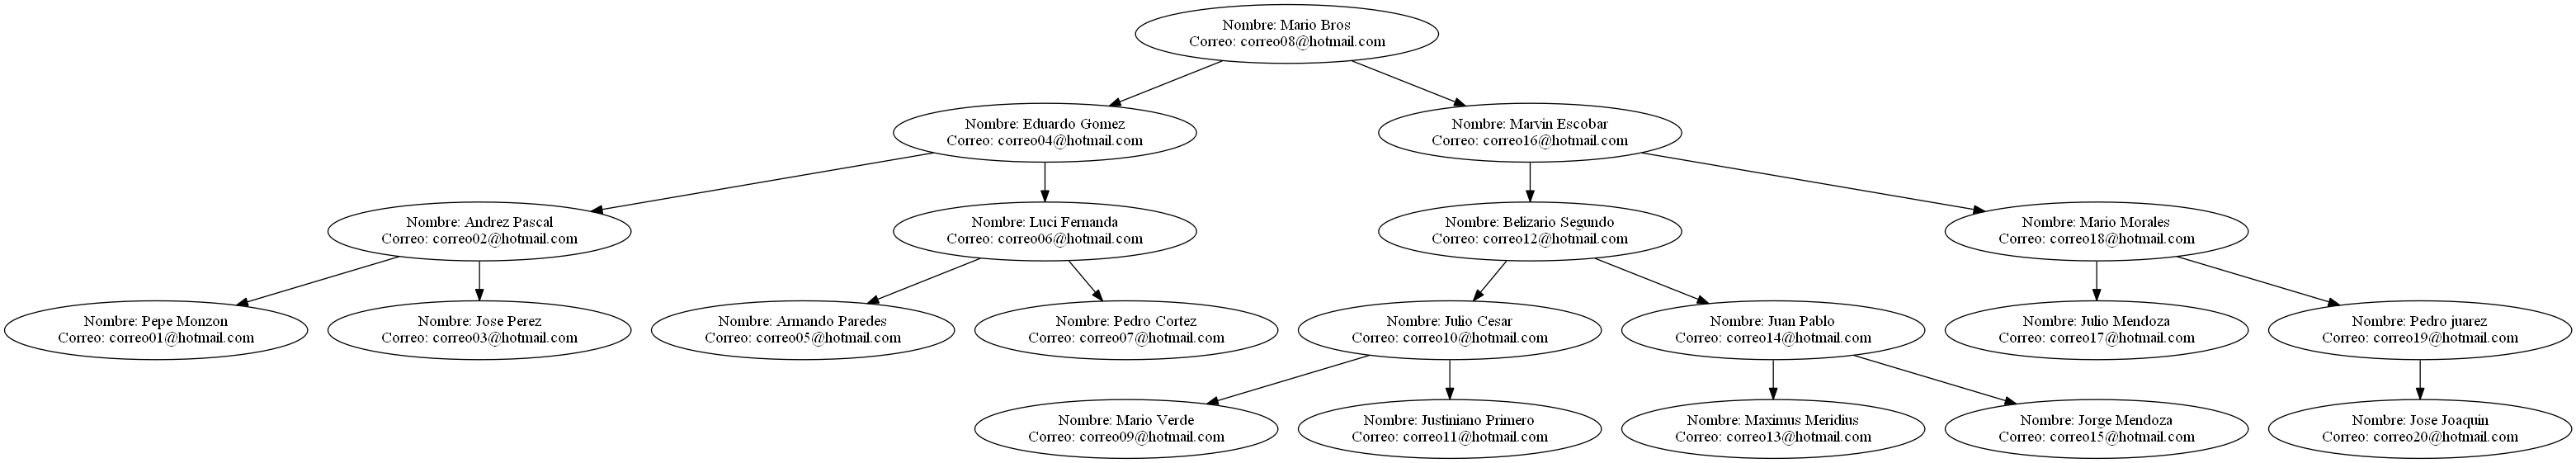 Nombre: Mario Bros
Correo: correo08@hotmail.com
Nombre: Eduardo Gomez
Correo: correo04@hotmail.com
Nombre: Marvin Escobar
Correo: correo16@hotmail.com
Nombre: Andrez Pascal
Correo: correo02@hotmail.com
Nombre: Luci Fernanda
Correo: correo06@hotmail.com
Nombre: Belizario Segundo
Correo: correo12@hotmail.com
Nombre: Mario Morales
Correo: correo18@hotmail.com
Nombre: Pepe Monzon
Correo: correo01@hotmail.com
Nombre: Jose Perez
Correo: correo03@hotmail.com
Nombre: Armando Paredes
Correo: correo05@hotmail.com
Nombre: Pedro Cortez
Correo: correo07@hotmail.com
Nombre: Julio Cesar
Correo: correo10@hotmail.com
Nombre: Juan Pablo
Correo: correo14@hotmail.com
Nombre: Julio Mendoza
Correo: correo17@hotmail.com
Nombre: Pedro juarez
Correo: correo19@hotmail.com
Nombre: Mario Verde
Correo: correo09@hotmail.com
Nombre: Justiniano Primero
Correo: correo11@hotmail.com
Nombre: Maximus Meridius
Correo: correo13@hotmail.com
Nombre: Jorge Mendoza
Correo: correo15@hotmail.com
Nombre: Jose Joaquin
Correo: correo20@hotmail.com